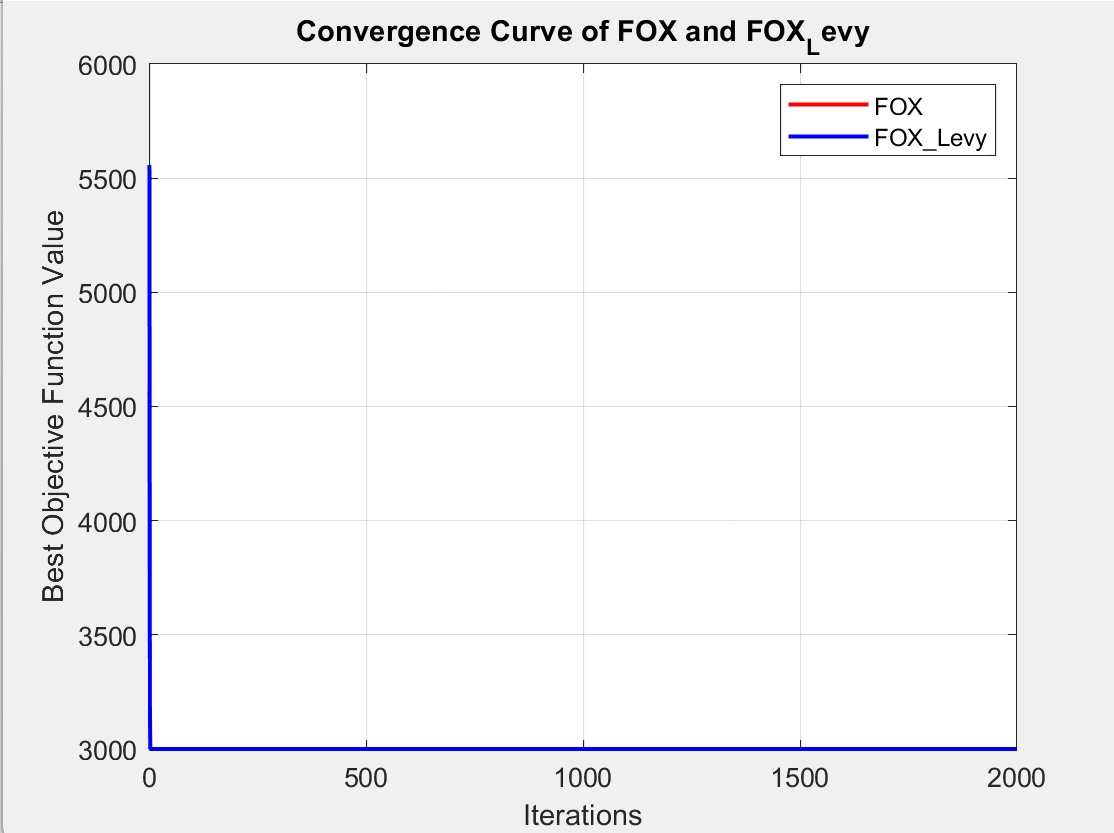 Convergence Curve of FOX and FOX_Levy
6000
5500
5000
4500
4000
3500
3000
Best Objective Function Value
FOX
FOX_Levy
0 500 1000 1500 2000
Iterations